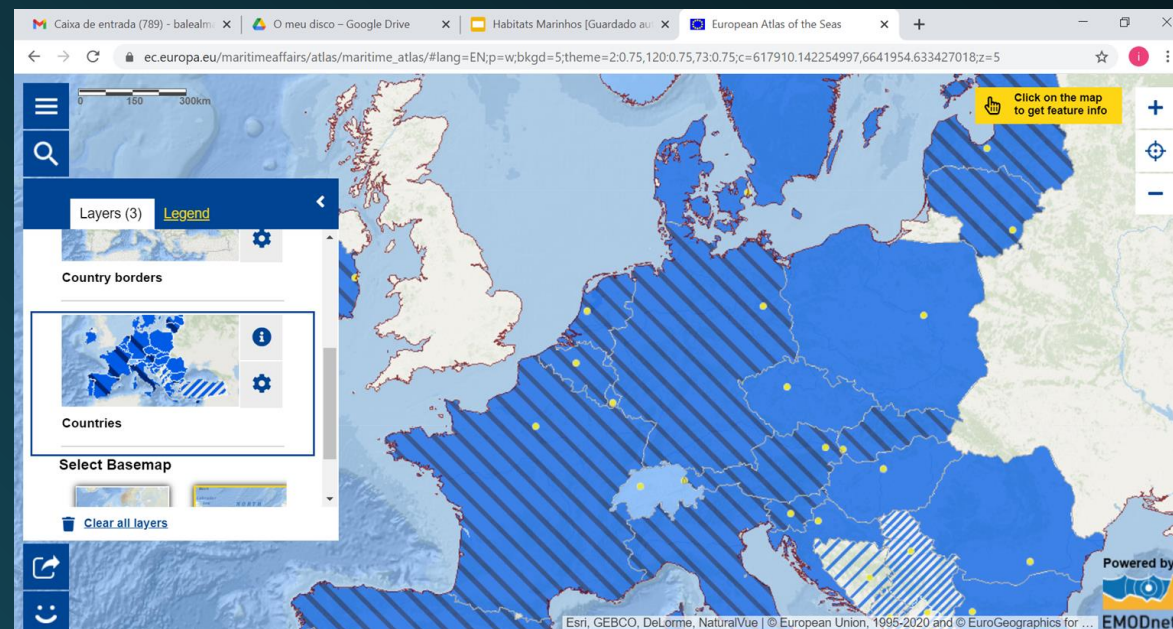 Caixa de entrada (789) - balealm
O meu disco – Google Drive
Habitats Marinhos [Guardado au
European Atlas of the Seas
ec.europa.eu/maritimeaffairs/atlas/maritime_atlas/#lang=EN;p=w;bkgd=5;theme=2:0.75,120:0.75,73:0.75;c=617910.142254997,6641954.633427018;z=5
i
0 150 300km
Click on the map
to get feature info
Layers (3) Legend
Country borders
Countries
Select Basemap
Clear all layers
Powered by
EMODne
Esri, GEBCO, DeLorme, NaturalVue | © European Union, 1995-2020 and © EuroGeographics for ...